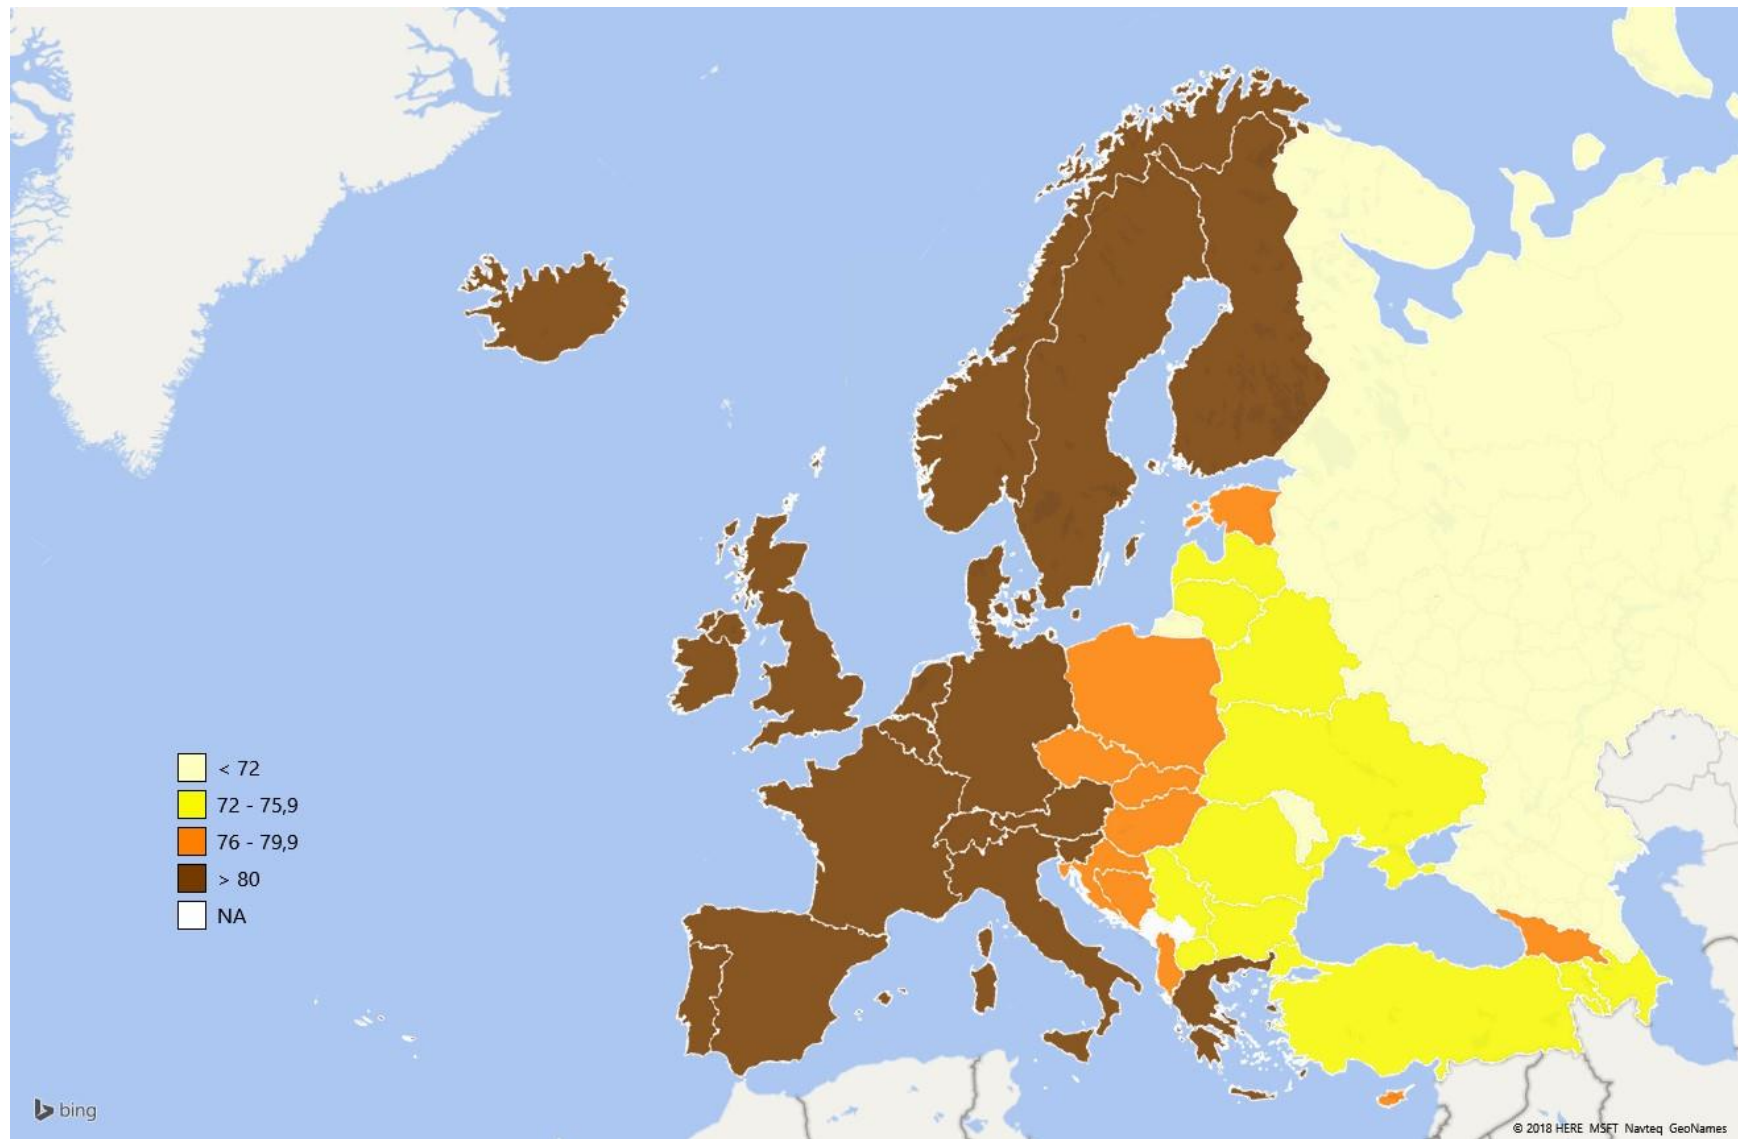 < 72
72 - 75,9
76 - 79,9
> 80
NA
bing
© 2018 HERE MSFT Navteq GeoNames